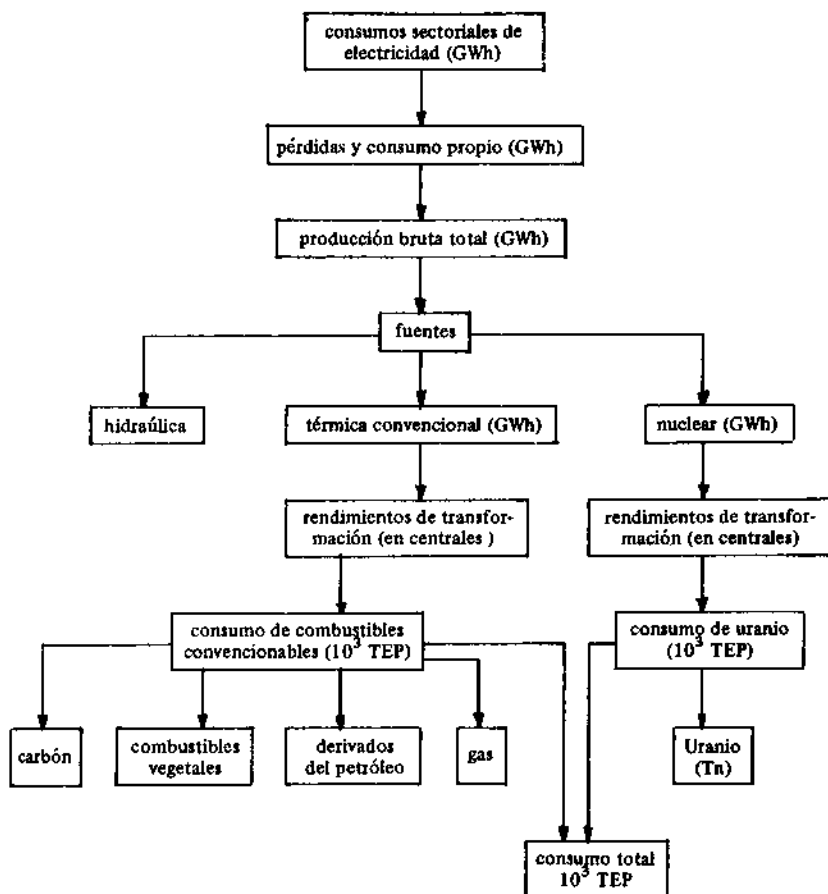 consumos sectoriales de
electricidad (GWh)
pérdidas y consumo propio (GWh)
producción bruta total (GWh)
fuentes
hidraúlica
térmica convencional (GWh)
nuclear (GWh)
rendimientos de transfor-
mación (en centrales )
rendimientos de transfor-
mación (en centrales)
consumo de combustibles
convencionables (10³ TEP)
consumo de uranio
(10³ TEP)
carbón
combustibles
vegetales
derivados
del petróleo
gas
Uranio
(Tn)
consumo total
10³ TEP